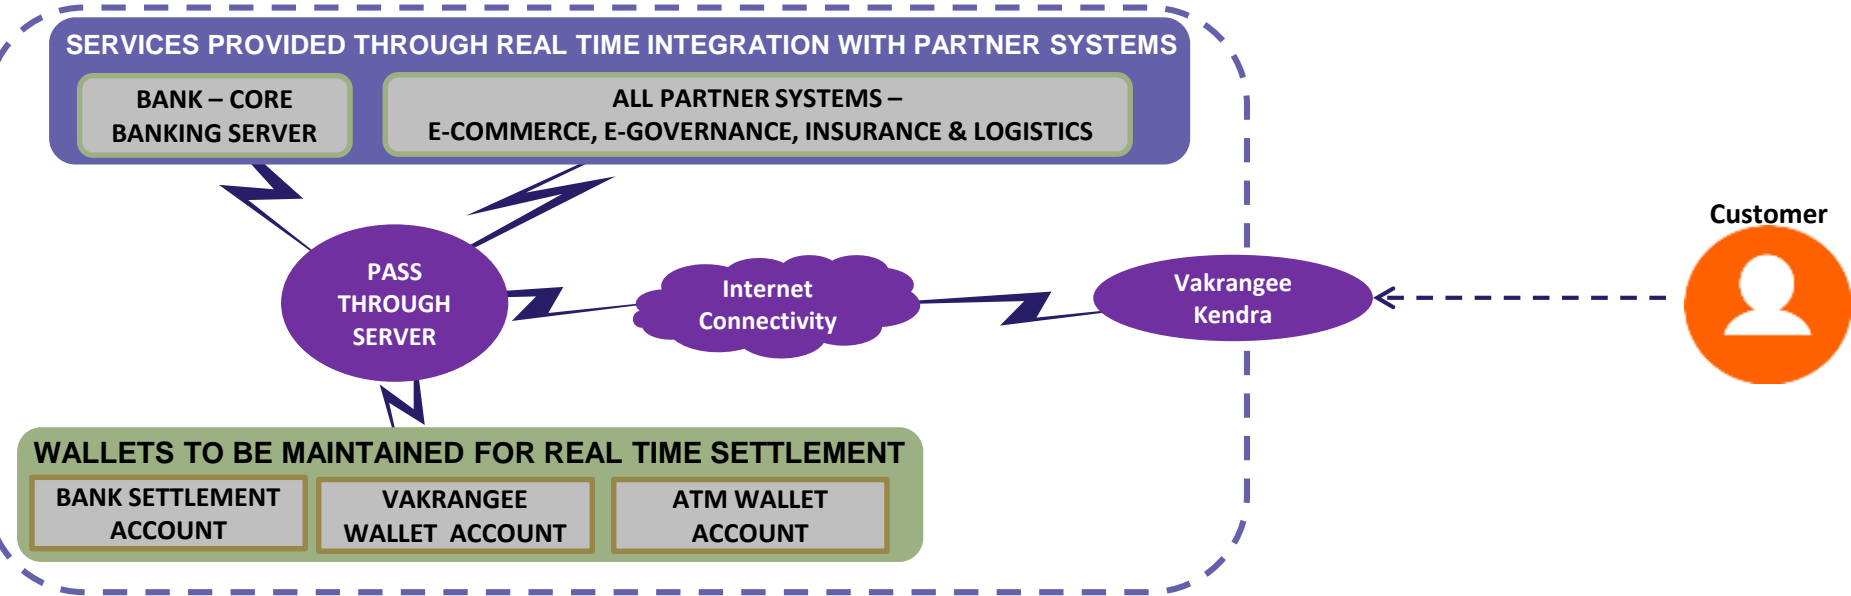 SERVICES PROVIDED THROUGH REAL TIME INTEGRATION WITH PARTNER SYSTEMS
BANK – CORE
BANKING SERVER
ALL PARTNER SYSTEMS –
E-COMMERCE, E-GOVERNANCE, INSURANCE & LOGISTICS
Customer
PASS
THROUGH
SERVER
Internet
Connectivity
Vakrangee
Kendra
WALLETS TO BE MAINTAINED FOR REAL TIME SETTLEMENT
BANK SETTLEMENT
ACCOUNT
VAKRANGEE
WALLET ACCOUNT
ATM WALLET
ACCOUNT